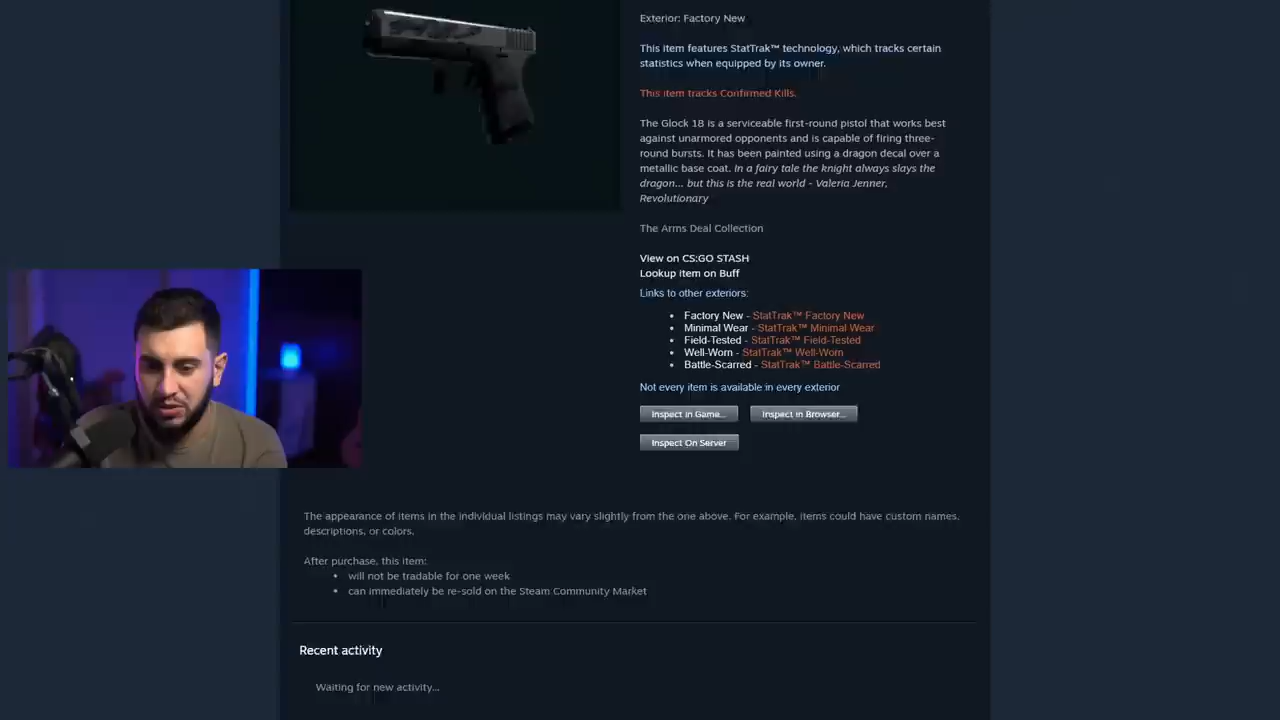 Exterior: Factory New
This item features StatTrak™ technology, which tracks certain
statistics when equipped by its owner.
This item tracks Confirmed Kills.
The Glock 18 is a serviceable first-round pistol that works best
against unarmored opponents and is capable of firing three-
round bursts. It has been painted using a dragon decal over a
metallic base coat. In a fairy tale the knight always slays the
dragon... but this is the real world - Valeria Jenner,
Revolutionary
The Arms Deal Collection
View on CS:GO STASH
Lookup item on Buff
Links to other exteriors:
• Factory New - StatTrak™ Factory New
• Minimal Wear - StatTrak™ Minimal Wear
• Field-Tested - StatTrak™ Field-Tested
• Well-Worn - StatTrak™ Well-Worn
• Battle-Scarred - StatTrak™ Battle-Scarred
Not every item is available in every exterior
Inspect in Game... Inspect in Browser...
Inspect On Server
The appearance of items in the individual listings may vary slightly from the one above. For example, items could have custom names,
descriptions, or colors.
After purchase, this item:
• will not be tradable for one week
• can immediately be re-sold on the Steam Community Market
Recent activity
Waiting for new activity...